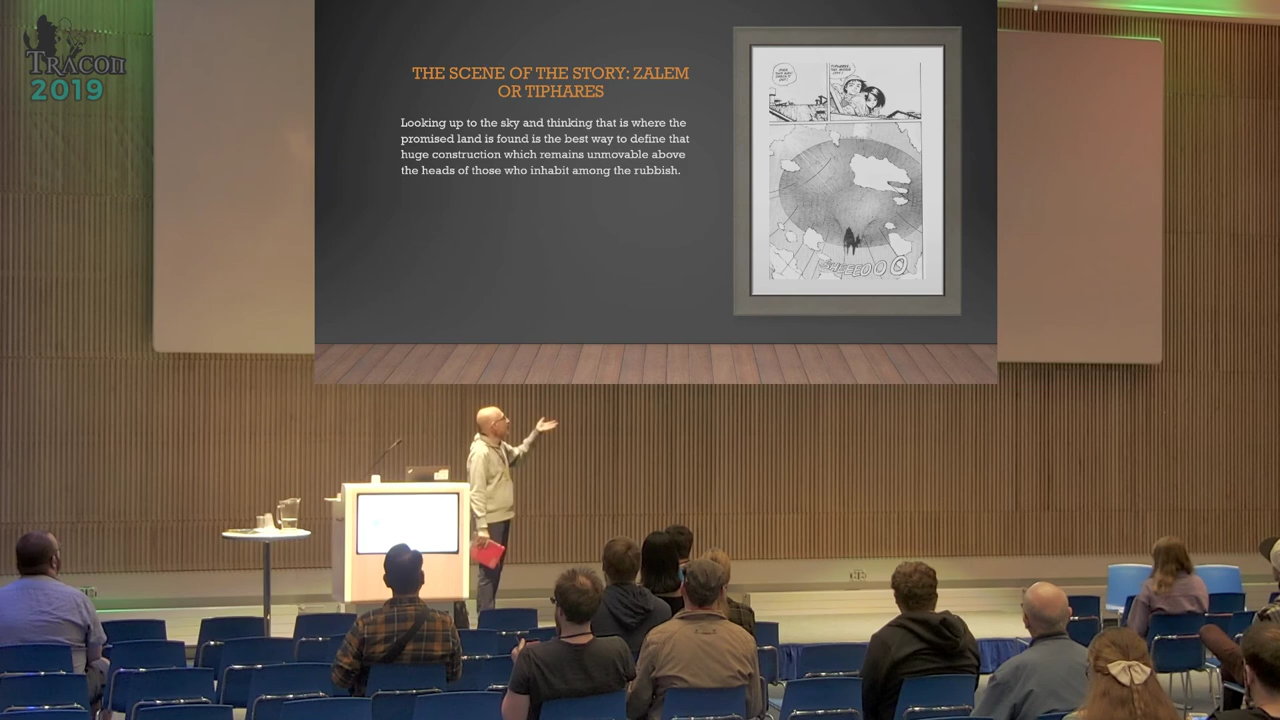 TRACON
2019
THE SCENE OF THE STORY: ZALEM
OR TIPHARES
Looking up to the sky and thinking that is where the
promised land is found is the best way to define that
huge construction which remains unmovable above
the heads of those who inhabit among the rubbish.